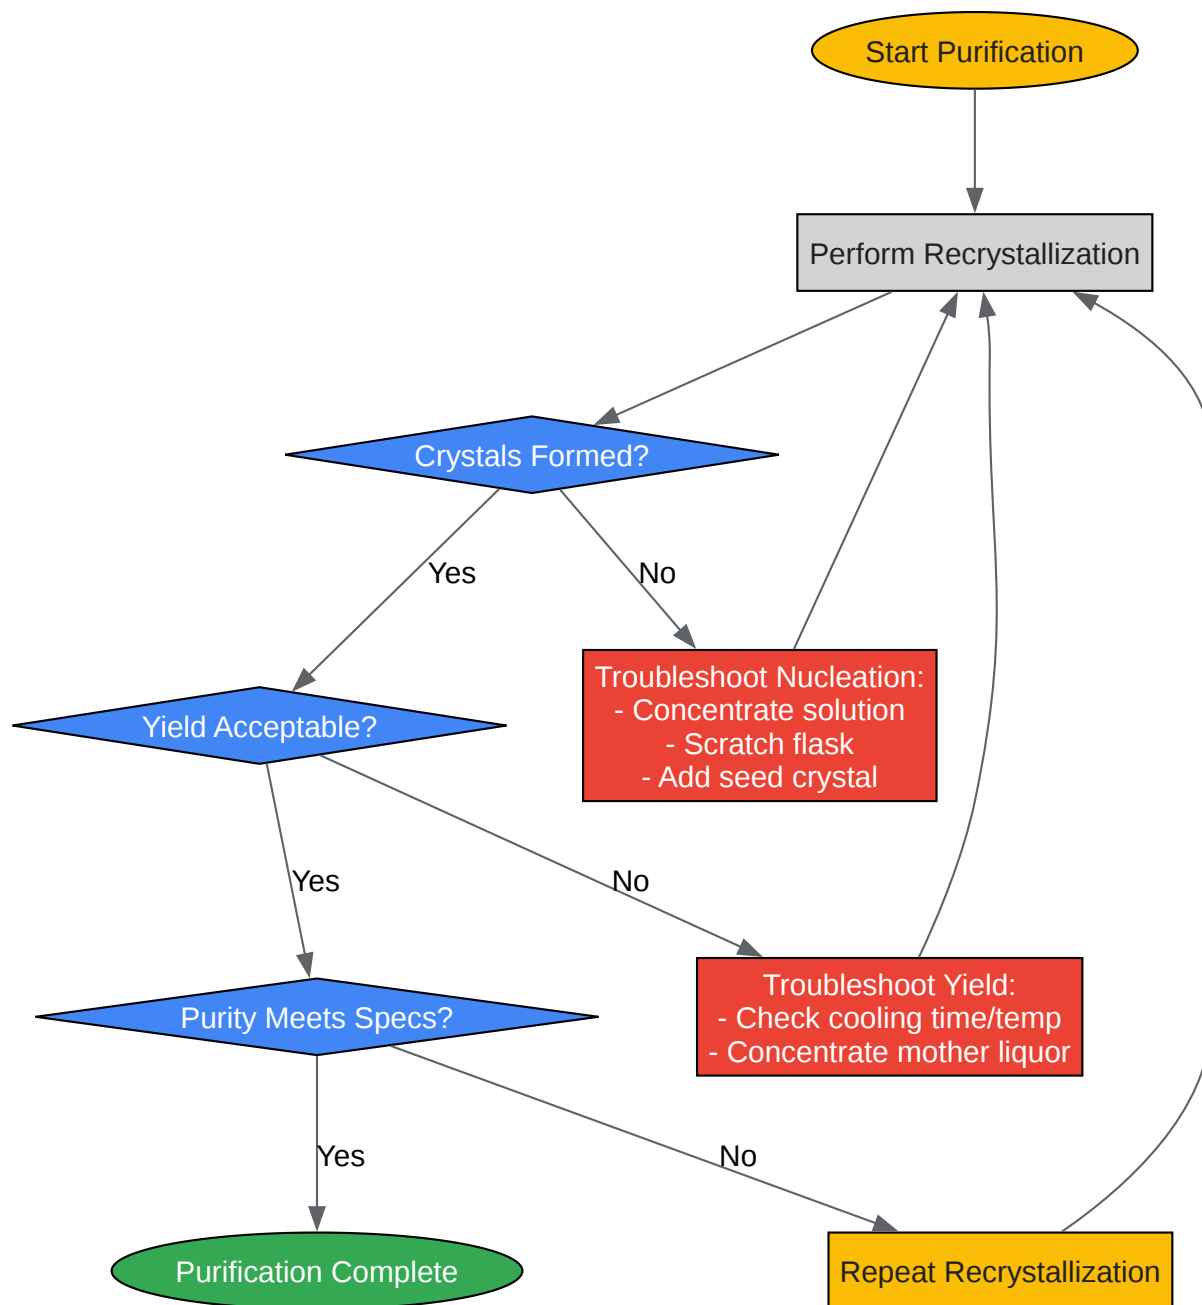 Start Purification
Perform Recrystallization
Crystals Formed?
Yes
No
Troubleshoot Nucleation:
- Concentrate solution
- Scratch flask
- Add seed crystal
Yield Acceptable?
Yes
No
Troubleshoot Yield:
- Check cooling time/temp
- Concentrate mother liquor
Purity Meets Specs?
Yes
No
Purification Complete
Repeat Recrystallization